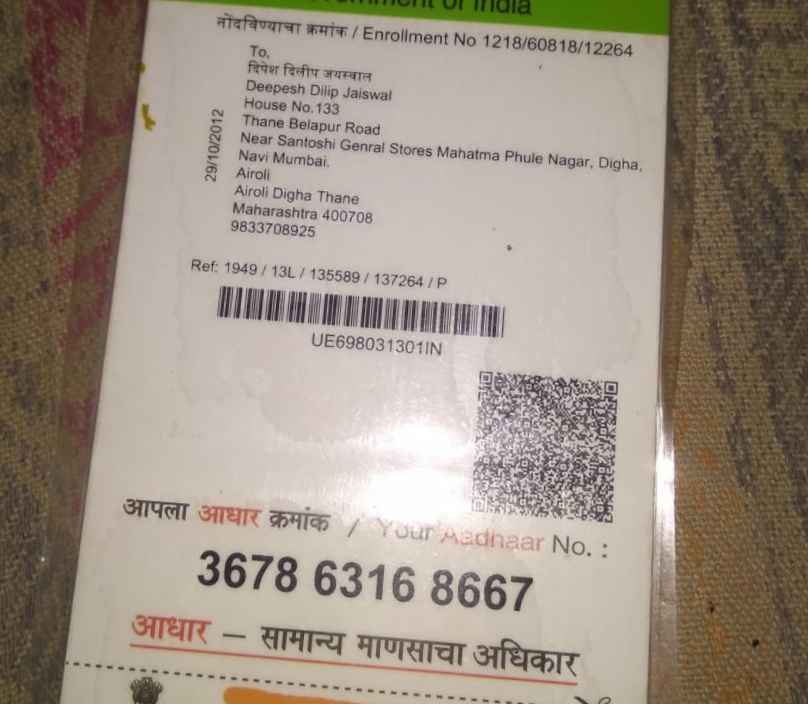 Government of India
नोंदविण्याचा क्रमांक / Enrollment No 1218/60818/12264
To,
दिपेश दिलीप जयस्वाल
Deepesh Dilip Jaiswal
House No.133
Thane Belapur Road
Near Santoshi Genral Stores Mahatma Phule Nagar, Digha,
Navi Mumbai.
Airoli
Airoli Digha Thane
Maharashtra 400708
9833708925
29/10/2012
Ref: 1949 / 13L / 135589 / 137264 / P
UE698031301IN
आपला आधार क्रमांक / Your Aadhaar No. :
3678 6316 8667
आधार – सामान्य माणसाचा अधिकार